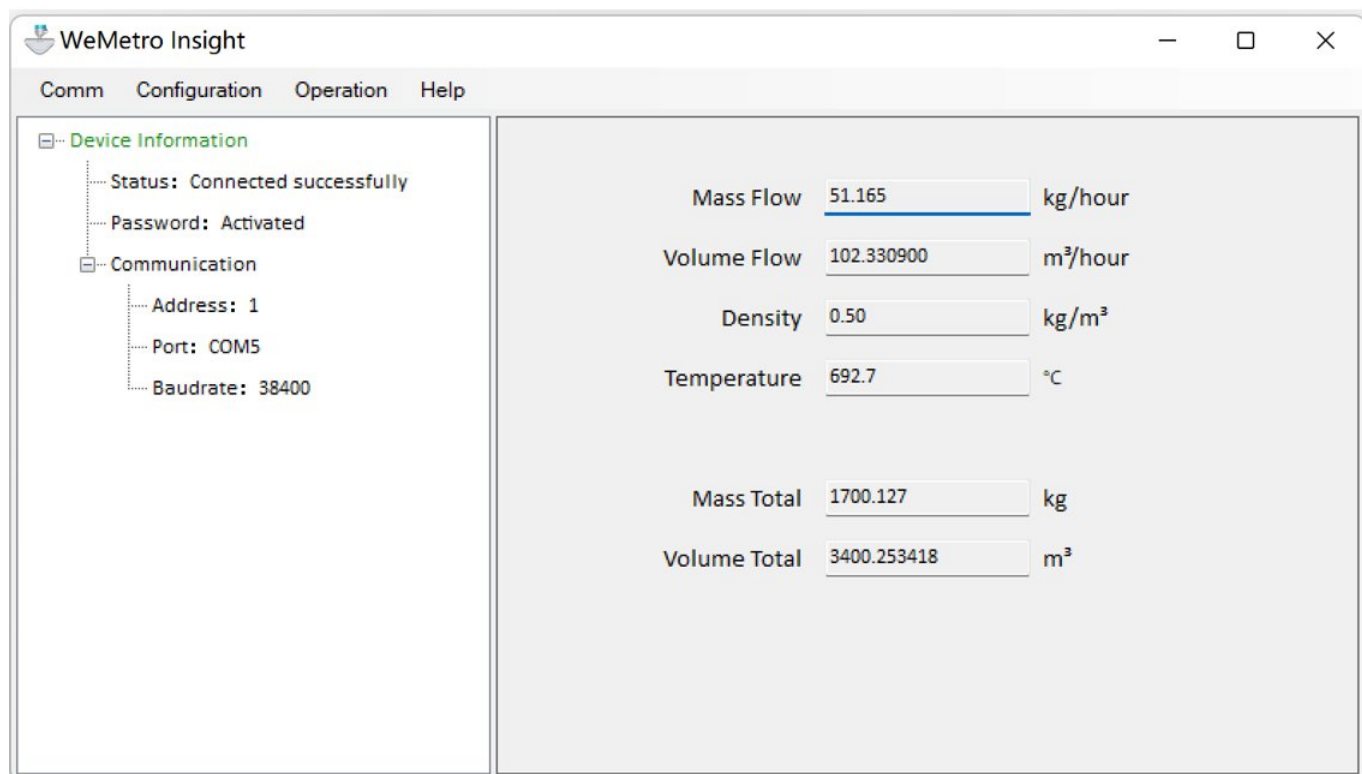 WeMetro Insight
Comm Configuration Operation Help
Device Information
Status: Connected successfully
Password: Activated
Communication
Address: 1
Port: COM5
Baudrate: 38400
Mass Flow 51.165 kg/hour
Volume Flow 102.330900 m³/hour
Density 0.50 kg/m³
Temperature 692.7 °C
Mass Total 1700.127 kg
Volume Total 3400.253418 m³